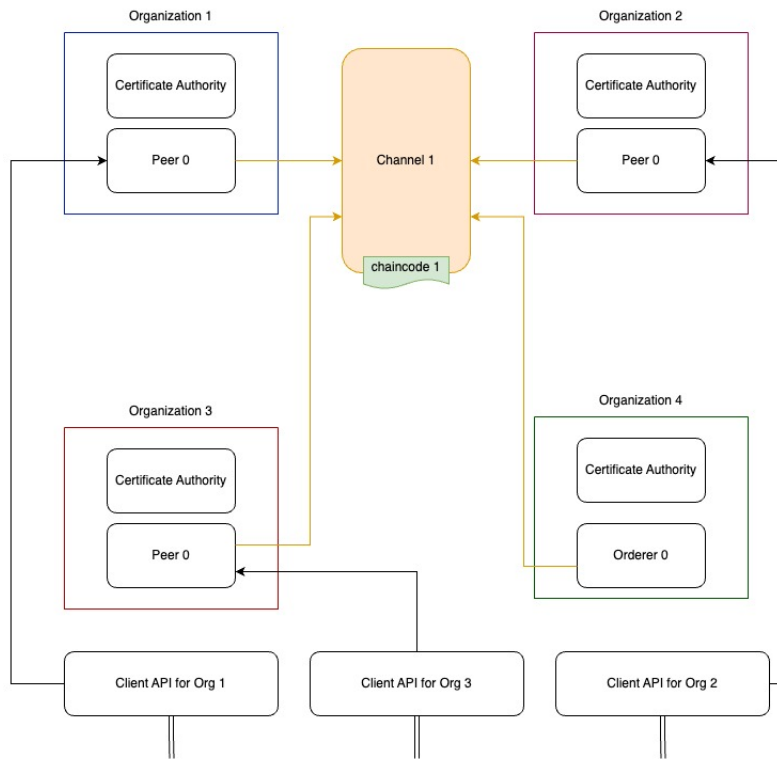 Organization 1
Organization 2
Certificate Authority
Certificate Authority
Peer 0
Channel 1
Peer 0
chaincode 1
Organization 3
Organization 4
Certificate Authority
Certificate Authority
Peer 0
Orderer 0
Client API for Org 1
Client API for Org 3
Client API for Org 2